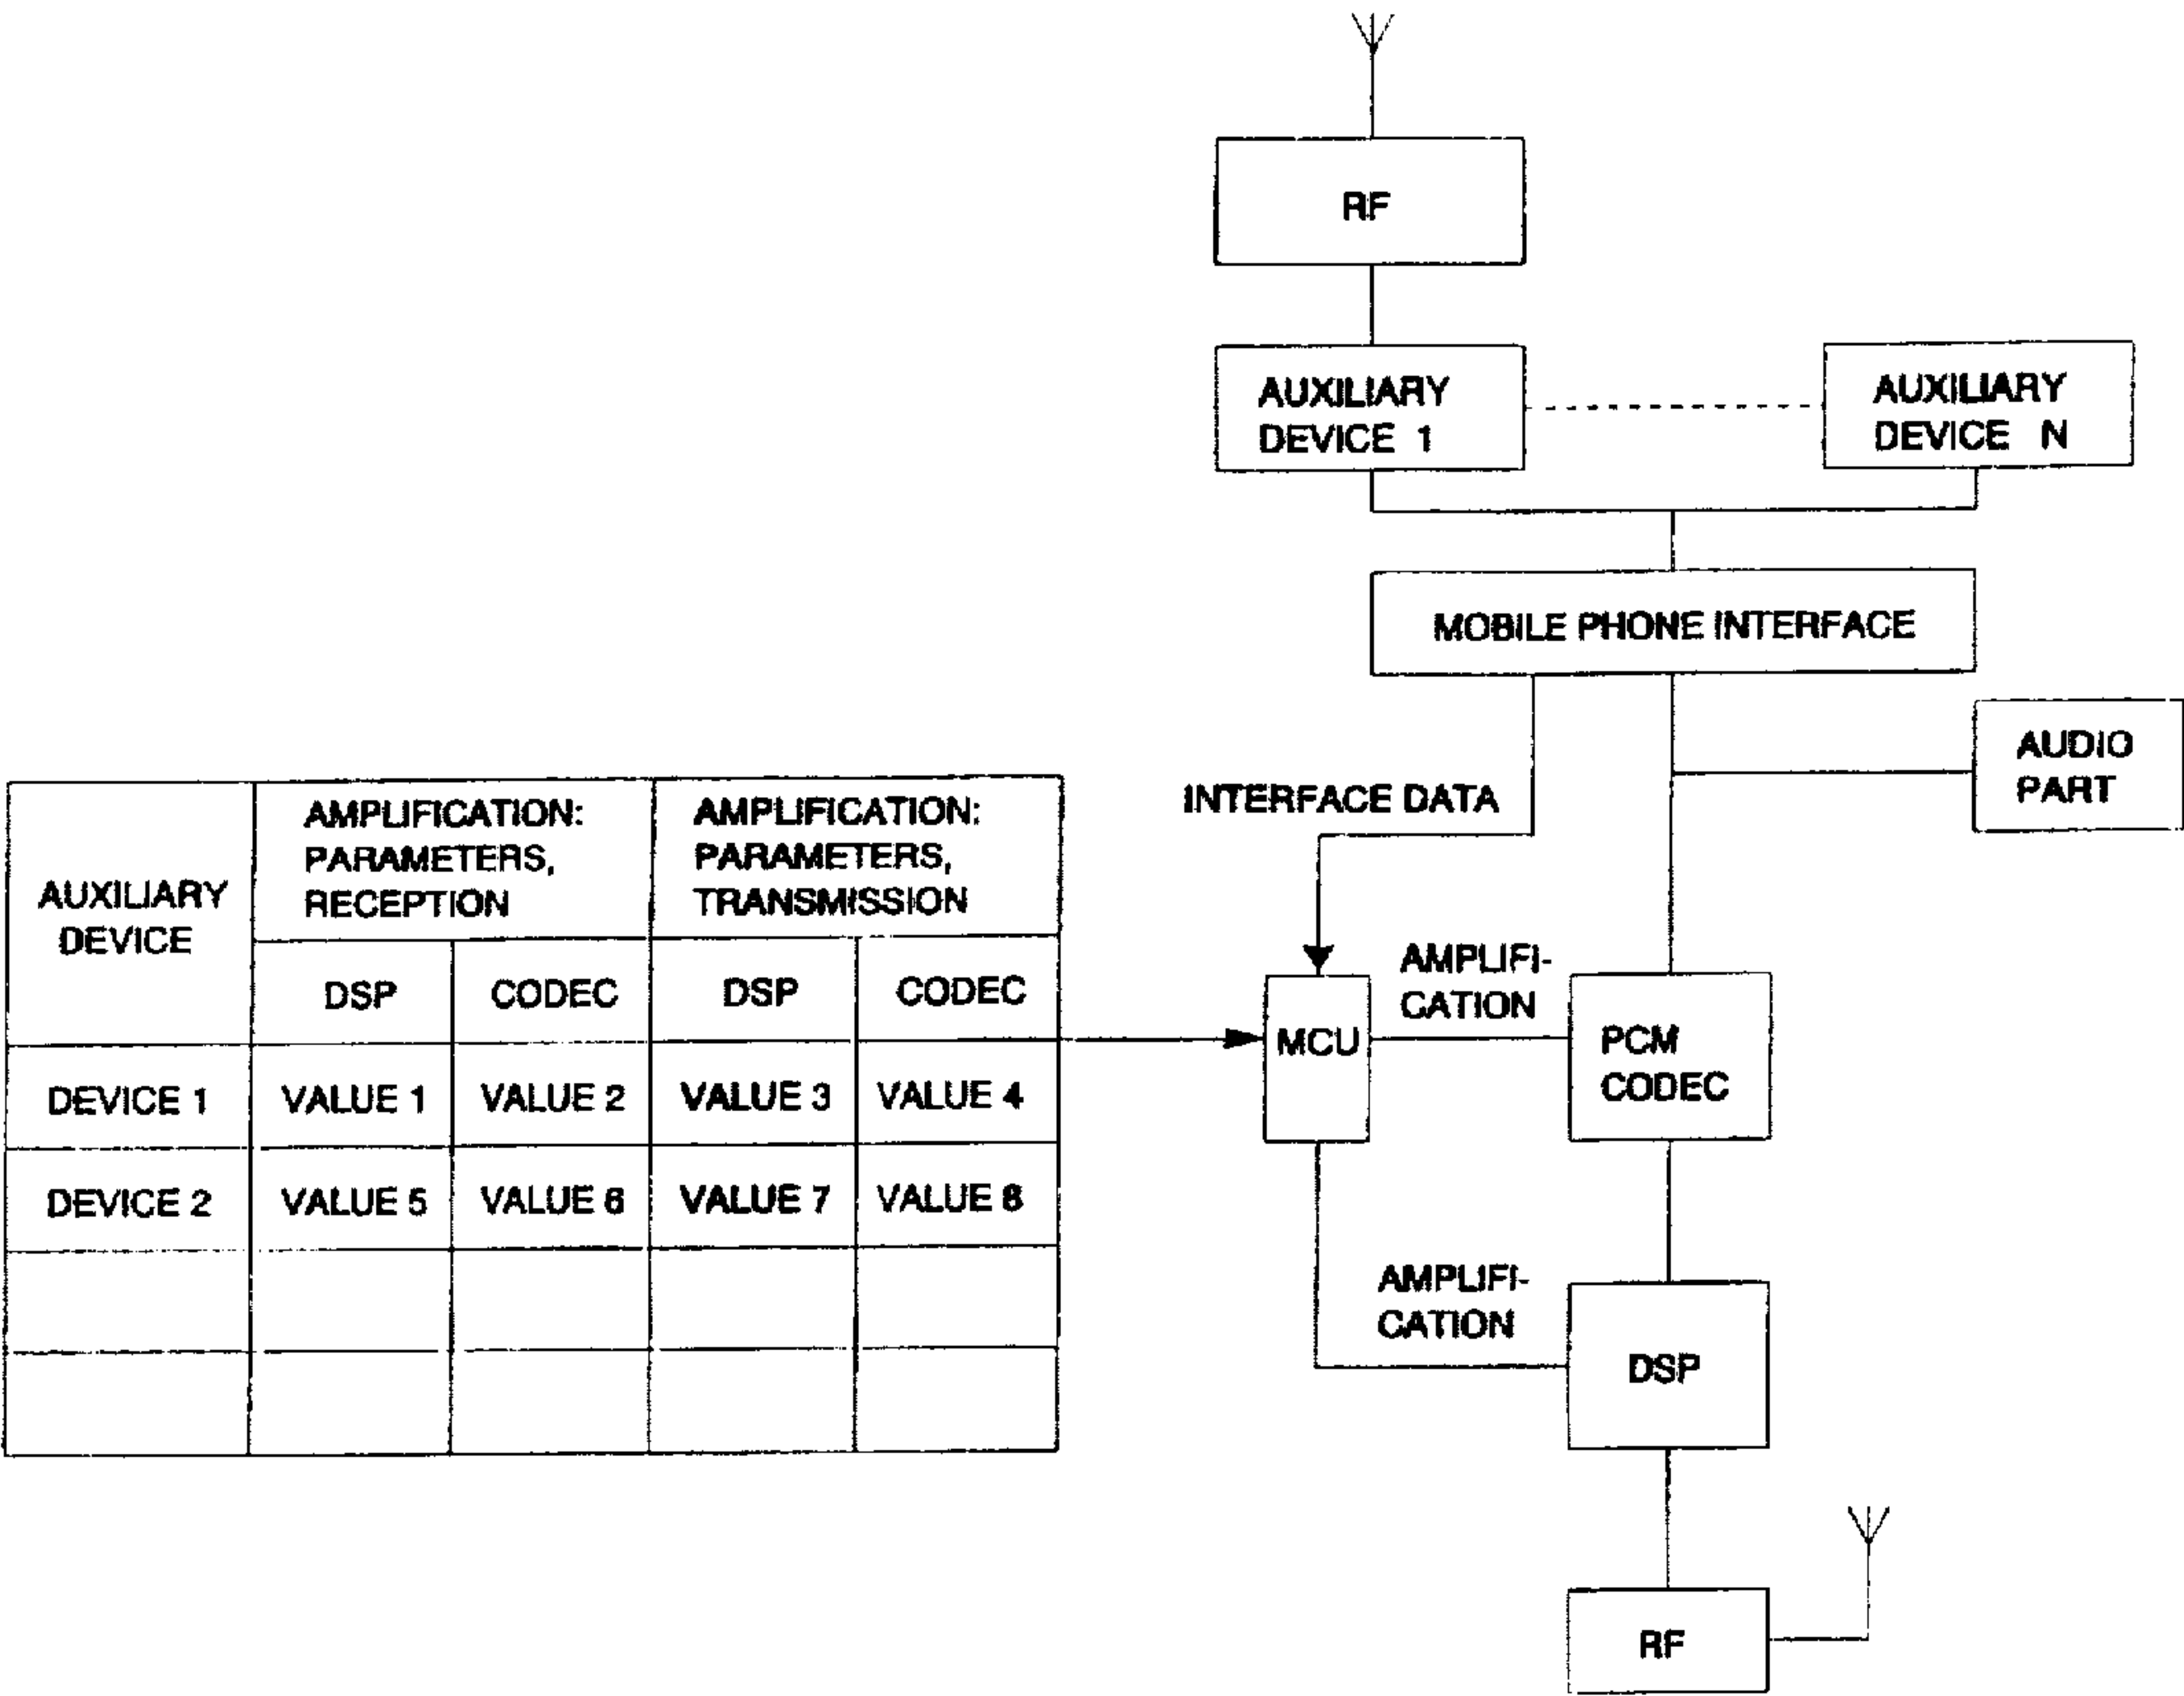 RF
AUXILIARY
DEVICE 1
AUXILIARY
DEVICE N
MOBILE PHONE INTERFACE
AUDIO
PART
INTERFACE DATA
AUXILIARY
DEVICE
AMPLIFICATION:
PARAMETERS,
RECEPTION
AMPLIFICATION:
PARAMETERS,
TRANSMISSION
DSP
CODEC
DSP
CODEC
DEVICE 1
VALUE 1
VALUE 2
VALUE 3
VALUE 4
DEVICE 2
VALUE 5
VALUE 6
VALUE 7
VALUE 8
MCU
AMPLIFI-
CATION
PCM
CODEC
AMPLIFI-
CATION
DSP
RF